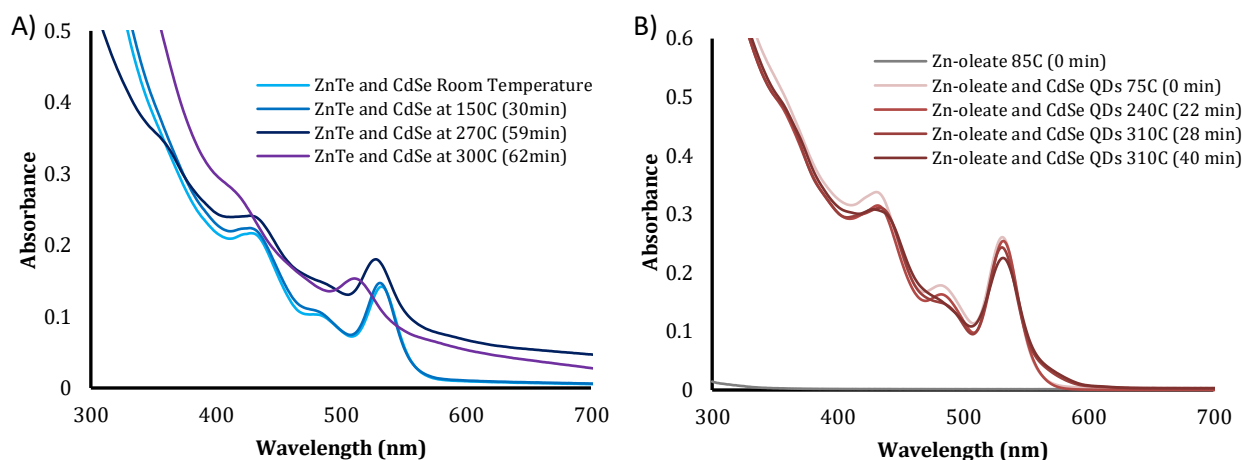 A)
0.5
0.4
0.3
0.2
0.1
0
Absorbance
ZnTe and CdSe Room Temperature
ZnTe and CdSe at 150C (30min)
ZnTe and CdSe at 270C (59min)
ZnTe and CdSe at 300C (62min)
300 400 500 600 700
Wavelength (nm)
B)
0.6
0.5
0.4
0.3
0.2
0.1
0
Absorbance
Zn-oleate 85C (0 min)
Zn-oleate and CdSe QDs 75C (0 min)
Zn-oleate and CdSe QDs 240C (22 min)
Zn-oleate and CdSe QDs 310C (28 min)
Zn-oleate and CdSe QDs 310C (40 min)
300 400 500 600 700
Wavelength (nm)